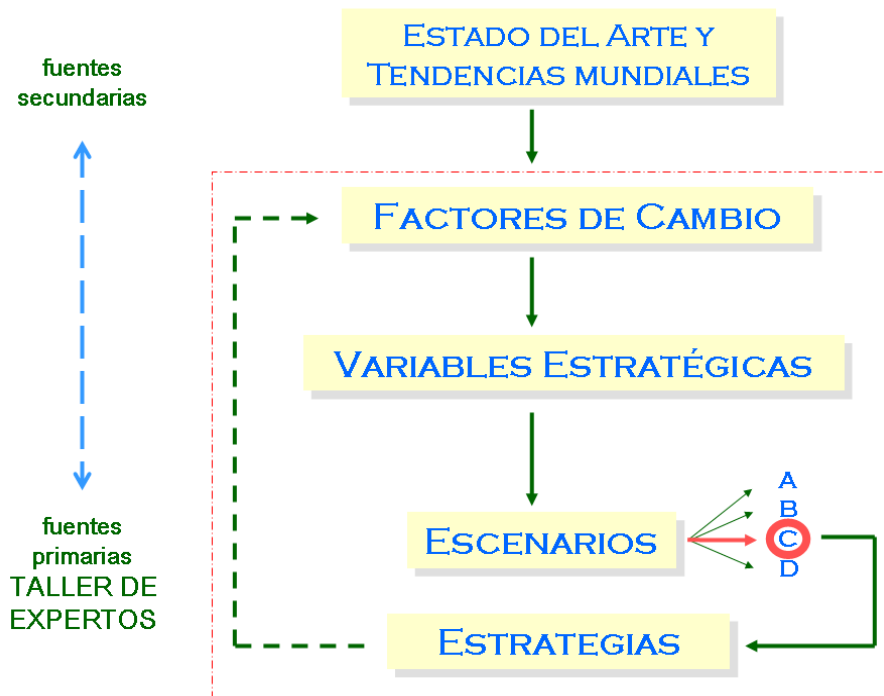 ESTADO DEL ARTE Y
TENDENCIAS MUNDIALES
fuentes
secundarias
FACTORES DE CAMBIO
VARIABLES ESTRATÉGICAS
ESCENARIOS
A
B
C
D
fuentes
primarias
TALLER DE
EXPERTOS
ESTRATEGIAS